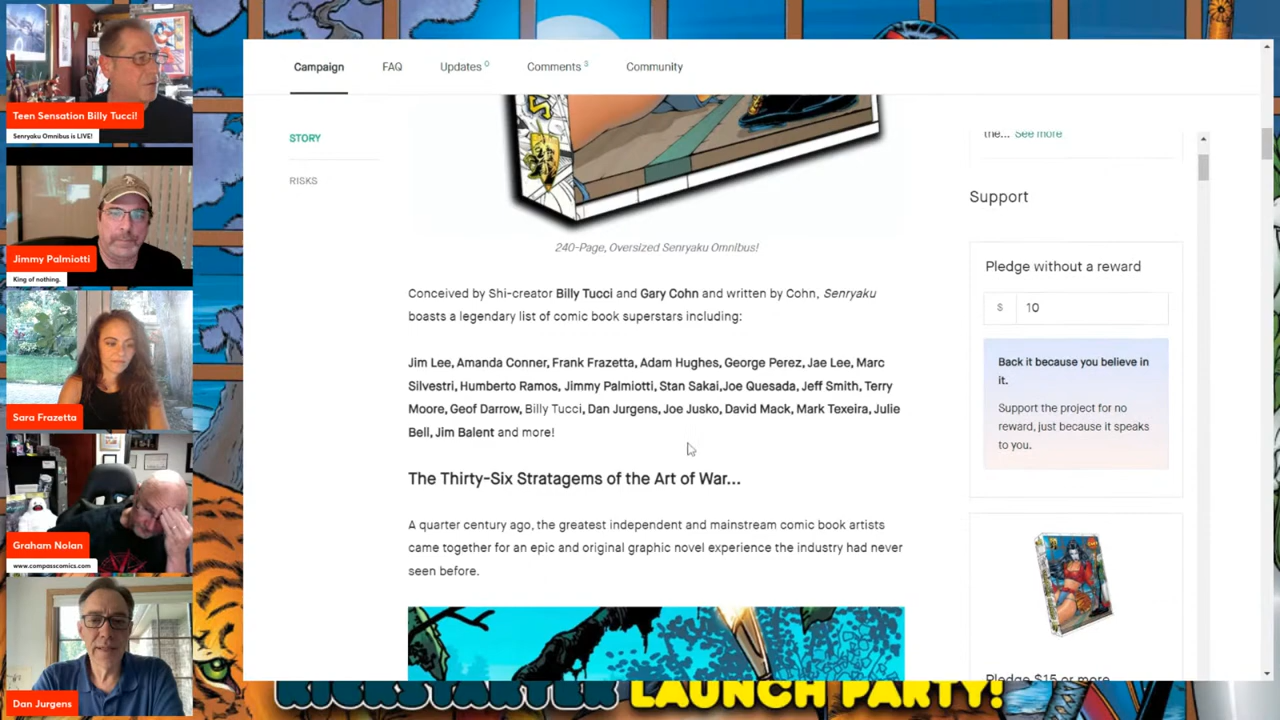 Teen Sensation Billy Tucci!
Senryaku Omnibus is LIVE!
Jimmy Palmiotti
King of nothing.
Sara Frazetta
Graham Nolan
www.compasscomics.com
Dan Jurgens
Campaign
FAQ
Updates 0
Comments 3
Community
STORY
RISKS
240-Page, Oversized Senryaku Omnibus!
Conceived by Shi-creator Billy Tucci and Gary Cohn and written by Cohn, Senryaku
boasts a legendary list of comic book superstars including:
Jim Lee, Amanda Conner, Frank Frazetta, Adam Hughes, George Perez, Jae Lee, Marc
Silvestri, Humberto Ramos, Jimmy Palmiotti, Stan Sakai,Joe Quesada, Jeff Smith, Terry
Moore, Geof Darrow, Billy Tucci, Dan Jurgens, Joe Jusko, David Mack, Mark Texeira, Julie
Bell, Jim Balent and more!
The Thirty-Six Stratagems of the Art of War...
A quarter century ago, the greatest independent and mainstream comic book artists
came together for an epic and original graphic novel experience the industry had never
seen before.
the... See more
Support
Pledge without a reward
$ 10
Back it because you believe in
it.
Support the project for no
reward, just because it speaks
to you.
Pledge $15 or more
KICKSTARTER LAUNCH PARTY!